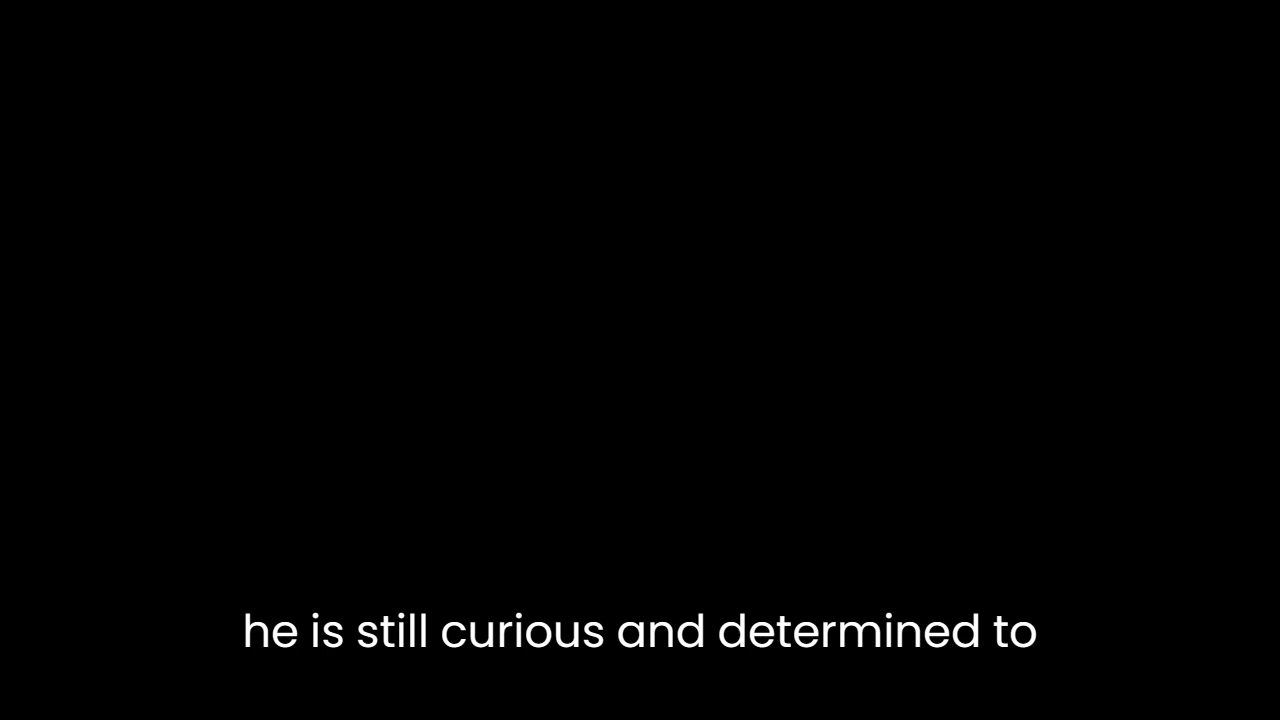 he is still curious and determined to